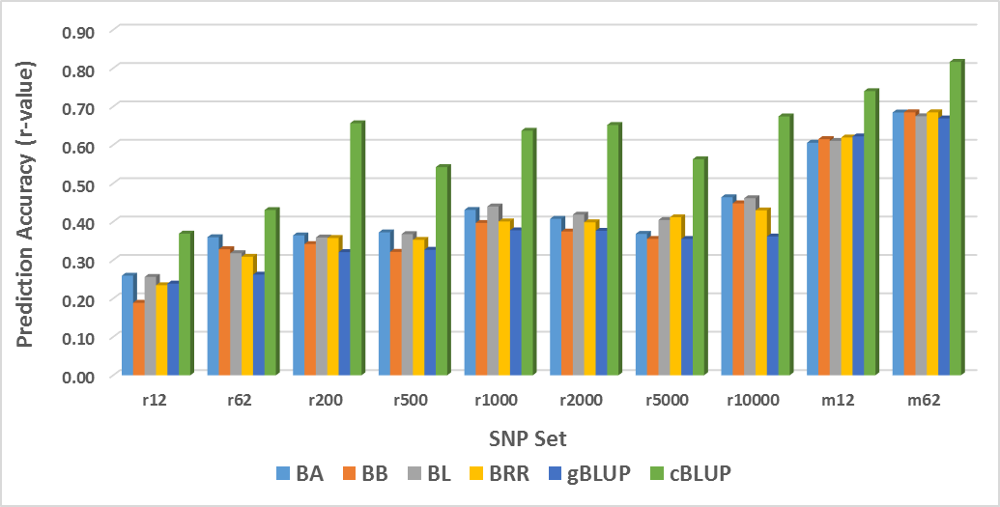 Prediction Accuracy (r-value)
0.90
0.80
0.70
0.60
0.50
0.40
0.30
0.20
0.10
0.00
r12 r62 r200 r500 r1000 r2000 r5000 r10000 m12 m62
SNP Set
BA BB BL BRR gBLUP cBLUP